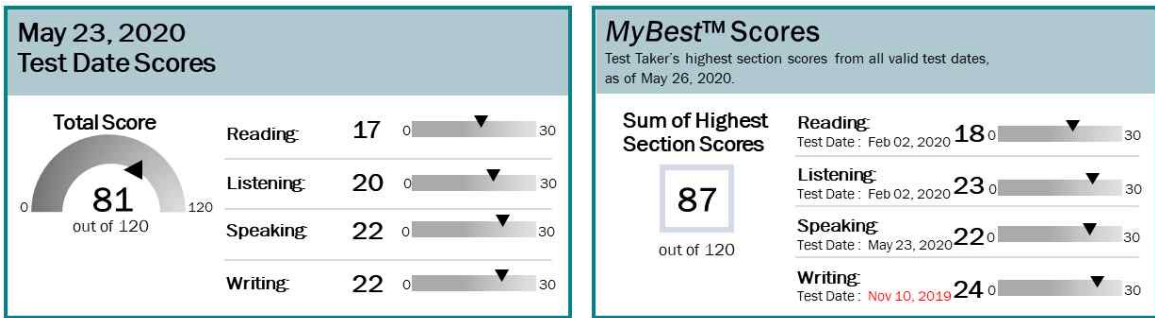 May 23, 2020
Test Date Scores
Total Score
0
81
120
out of 120
Reading: 17 0 30
Listening: 20 0 30
Speaking: 22 0 30
Writing: 22 0 30
MyBest™ Scores
Test Taker's highest section scores from all valid test dates,
as of May 26, 2020.
Sum of Highest
Section Scores
87
out of 120
Reading:
Test Date : Feb 02, 2020 18 0 30
Listening:
Test Date : Feb 02, 2020 23 0 30
Speaking:
Test Date : May 23, 2020 22 0 30
Writing:
Test Date : Nov 10, 2019 24 0 30